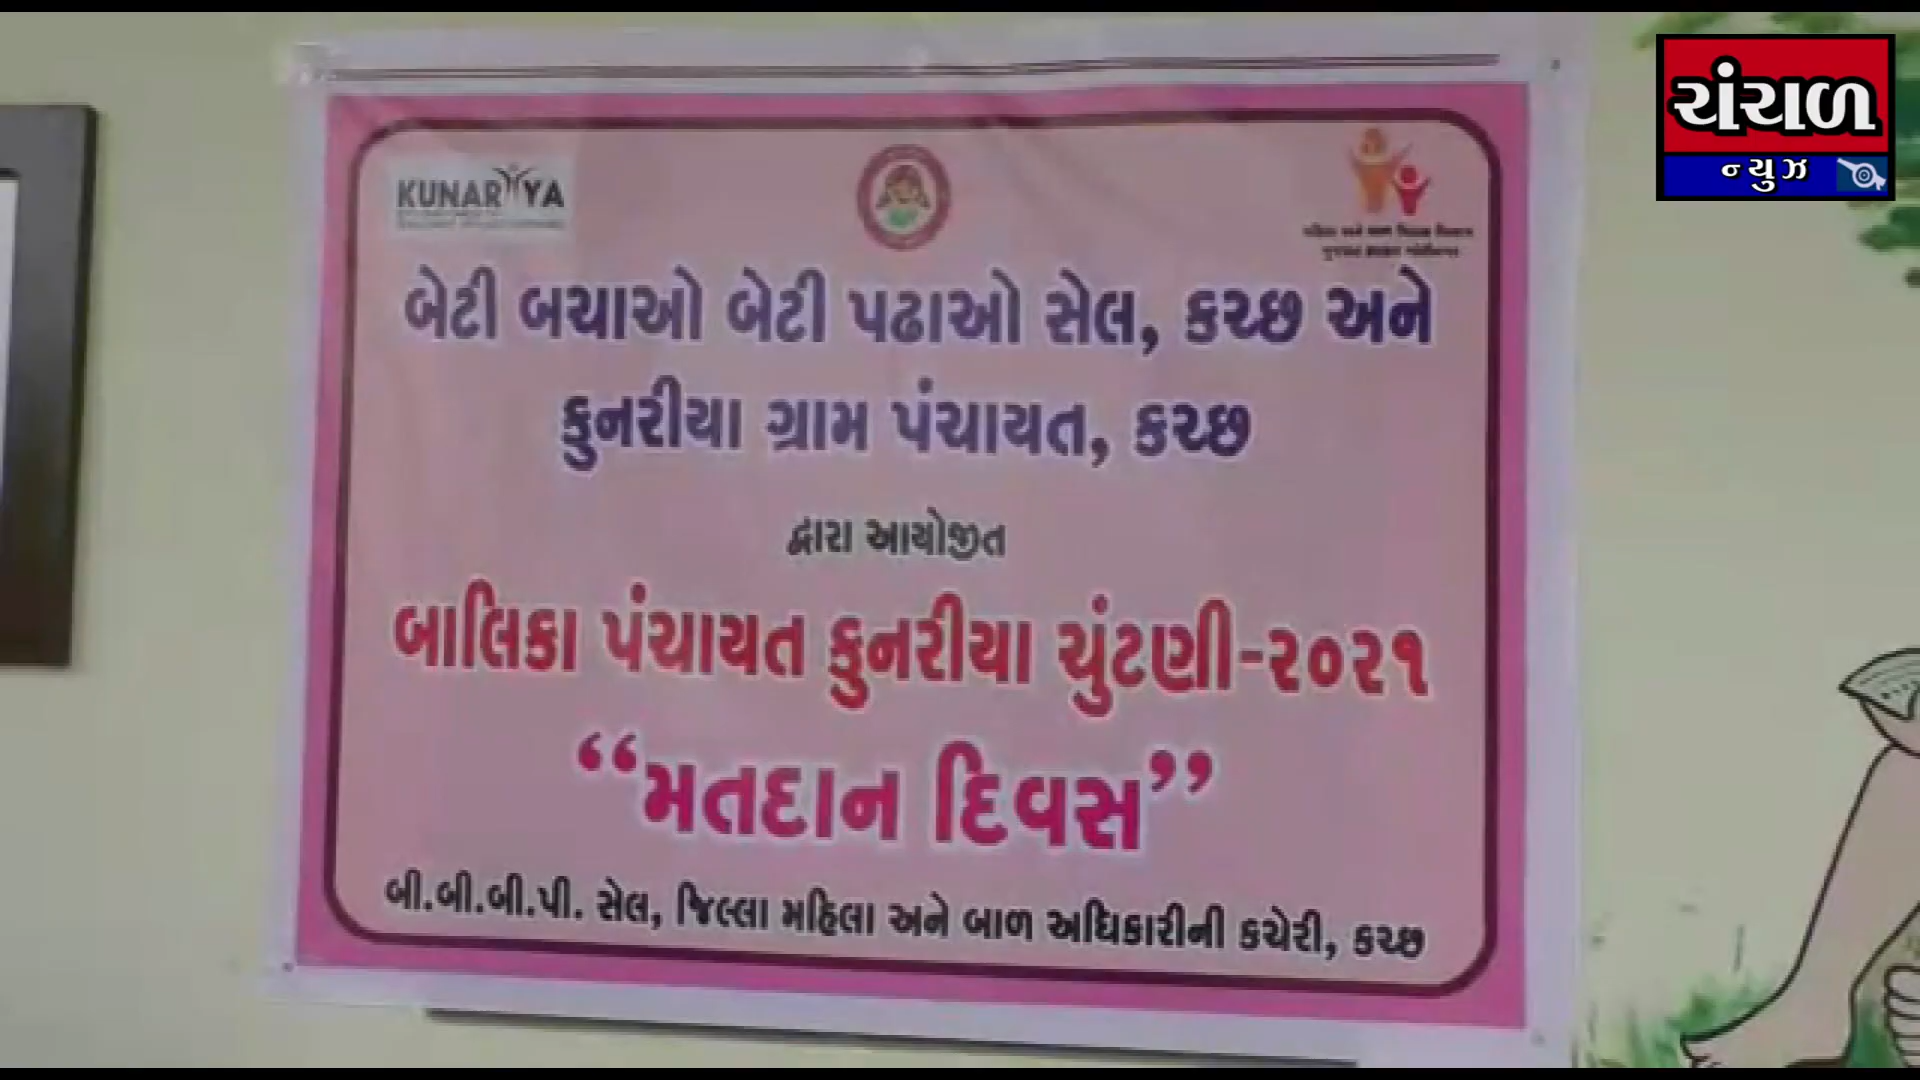 ચંચળ
ન્યુઝ
KUNARIYA
બેટી બચાઓ બેટી પઢાઓ સેલ, કચ્છ અને
કુનરીયા ગ્રામ પંચાયત, કચ્છ
દ્વારા આયોજીત
બાલિકા પંચાયત કુનરીયા ચુંટણી-૨૦૨૧
“મતદાન દિવસ”
બી.બી.બી.પી. સેલ, જિલ્લા મહિલા અને બાળ અધિકારીની કચેરી, કચ્છ